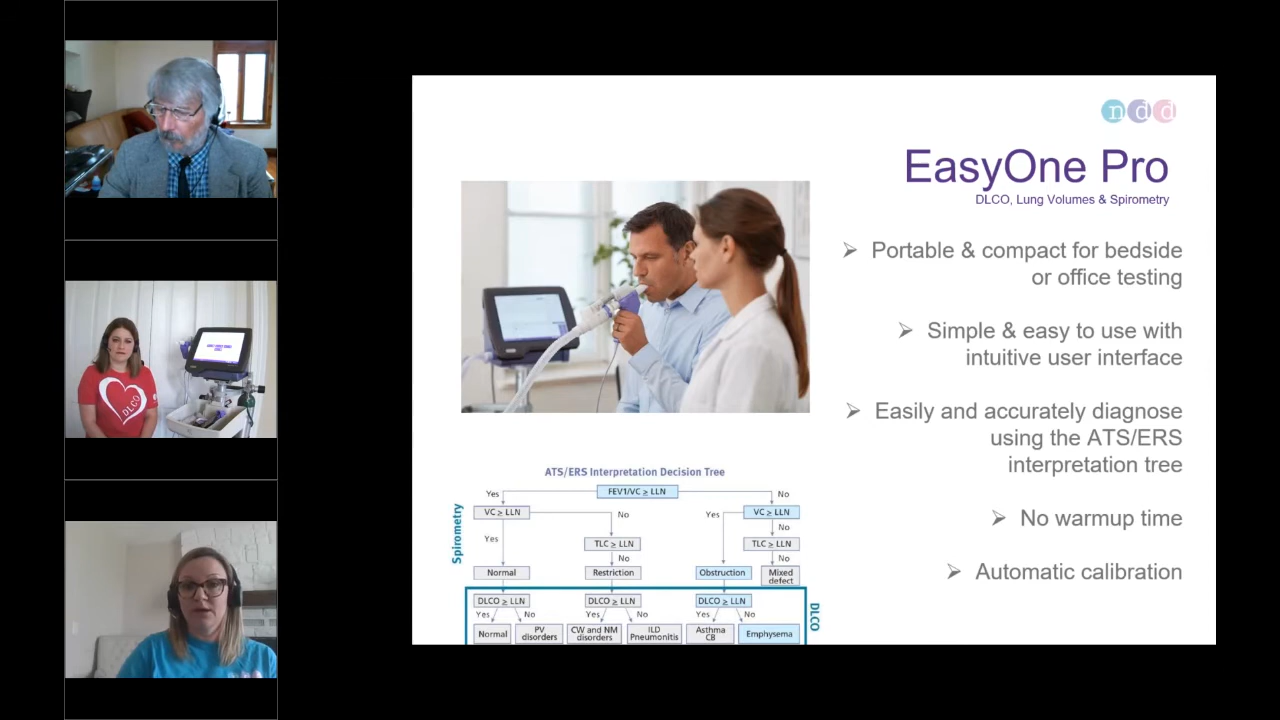 DLCO
ndd
EasyOne Pro
DLCO, Lung Volumes & Spirometry
➢ Portable & compact for bedside
or office testing
➢ Simple & easy to use with
intuitive user interface
➢ Easily and accurately diagnose
using the ATS/ERS
interpretation tree
➢ No warmup time
➢ Automatic calibration
ATS/ERS Interpretation Decision Tree
Spirometry
Yes FEV1/VC ≥ LLN No
VC ≥ LLN No Yes VC ≥ LLN
No
Yes TLC ≥ LLN TLC ≥ LLN
No No
Normal Restriction Obstruction Mixed
defect
DLCO ≥ LLN DLCO ≥ LLN DLCO ≥ LLN
Yes No Yes No Yes No
Normal PV
disorders CW and NM
disorders ILD
Pneumonitis Asthma
CB Emphysema
DLCO